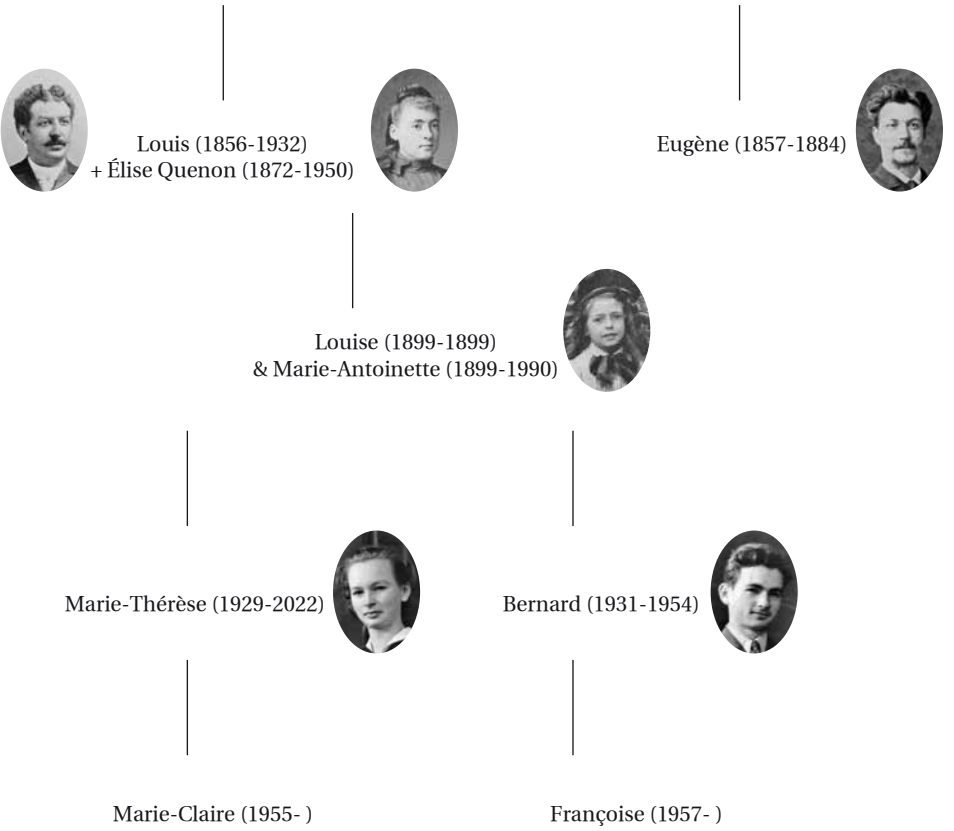 Louis (1856-1932)
+ Élise Quenon (1872-1950)
Eugène (1857-1884)
Louise (1899-1899)
& Marie-Antoinette (1899-1990)
Marie-Thérèse (1929-2022)
Bernard (1931-1954)
Marie-Claire (1955- )
Françoise (1957- )